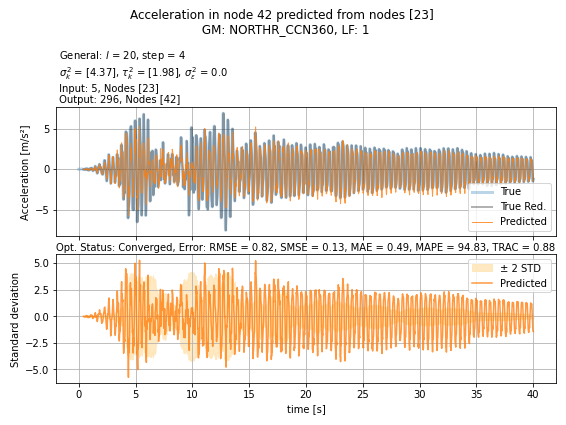 Acceleration in node 42 predicted from nodes [23]
GM: NORTHR_CCN360, LF: 1
General: l = 20, step = 4
σ²ₖ = [4.37], τ²ₖ = [1.98], σ²ᵣ = 0.0
Input: 5, Nodes [23]
Output: 296, Nodes [42]
Acceleration [m/s²]
5
0
−5
True
True Red.
Predicted
Opt. Status: Converged, Error: RMSE = 0.82, SMSE = 0.13, MAE = 0.49, MAPE = 94.83, TRAC = 0.88
Standard deviation
5.0
2.5
0.0
−2.5
−5.0
± 2 STD
Predicted
0 5 10 15 20 25 30 35 40
time [s]